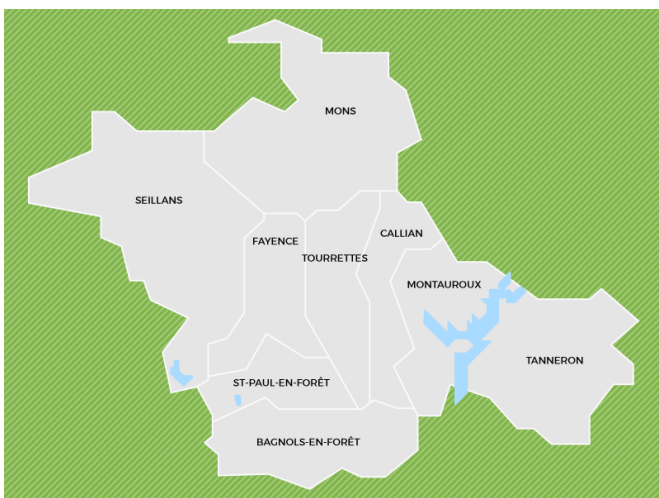 MONS
SEILLANS
CALLIAN
FAYENCE
TOURRETTES
MONTAUROUX
TANNERON
ST-PAUL-EN-FORÊT
BAGNOLS-EN-FORÊT